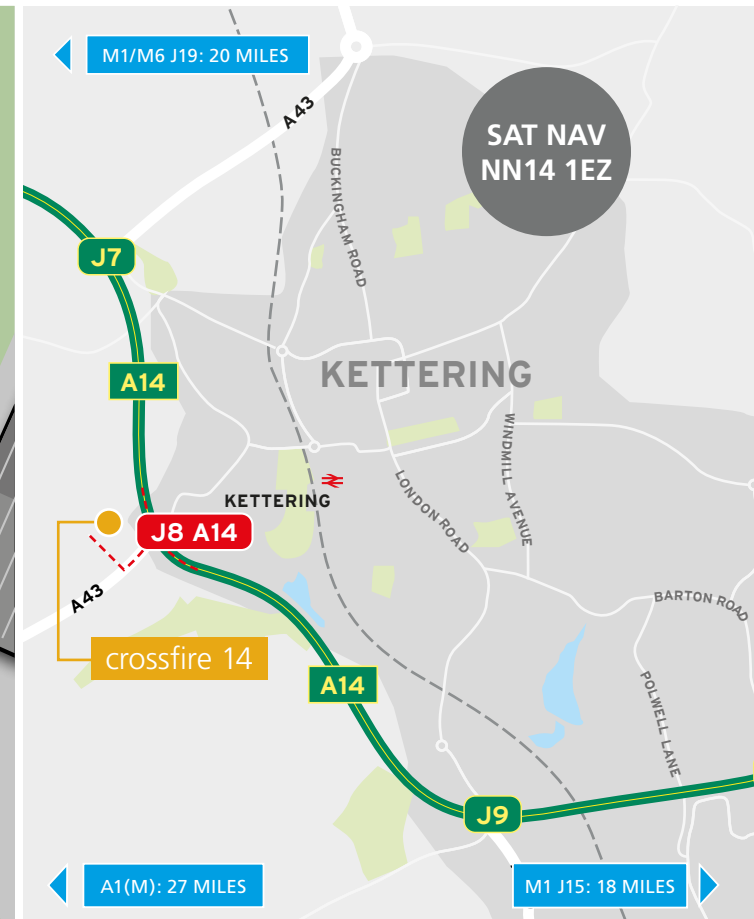 M1/M6 J19: 20 MILES
A43
SAT NAV
NN14 1EZ
BUCKINGHAM ROAD
J7
KETTERING
A14
WINDMILL AVENUE
LONDON ROAD
KETTERING
J8 A14
A43
BARTON ROAD
crossfire 14
A14
POLWELL LANE
J9
A1(M): 27 MILES
M1 J15: 18 MILES